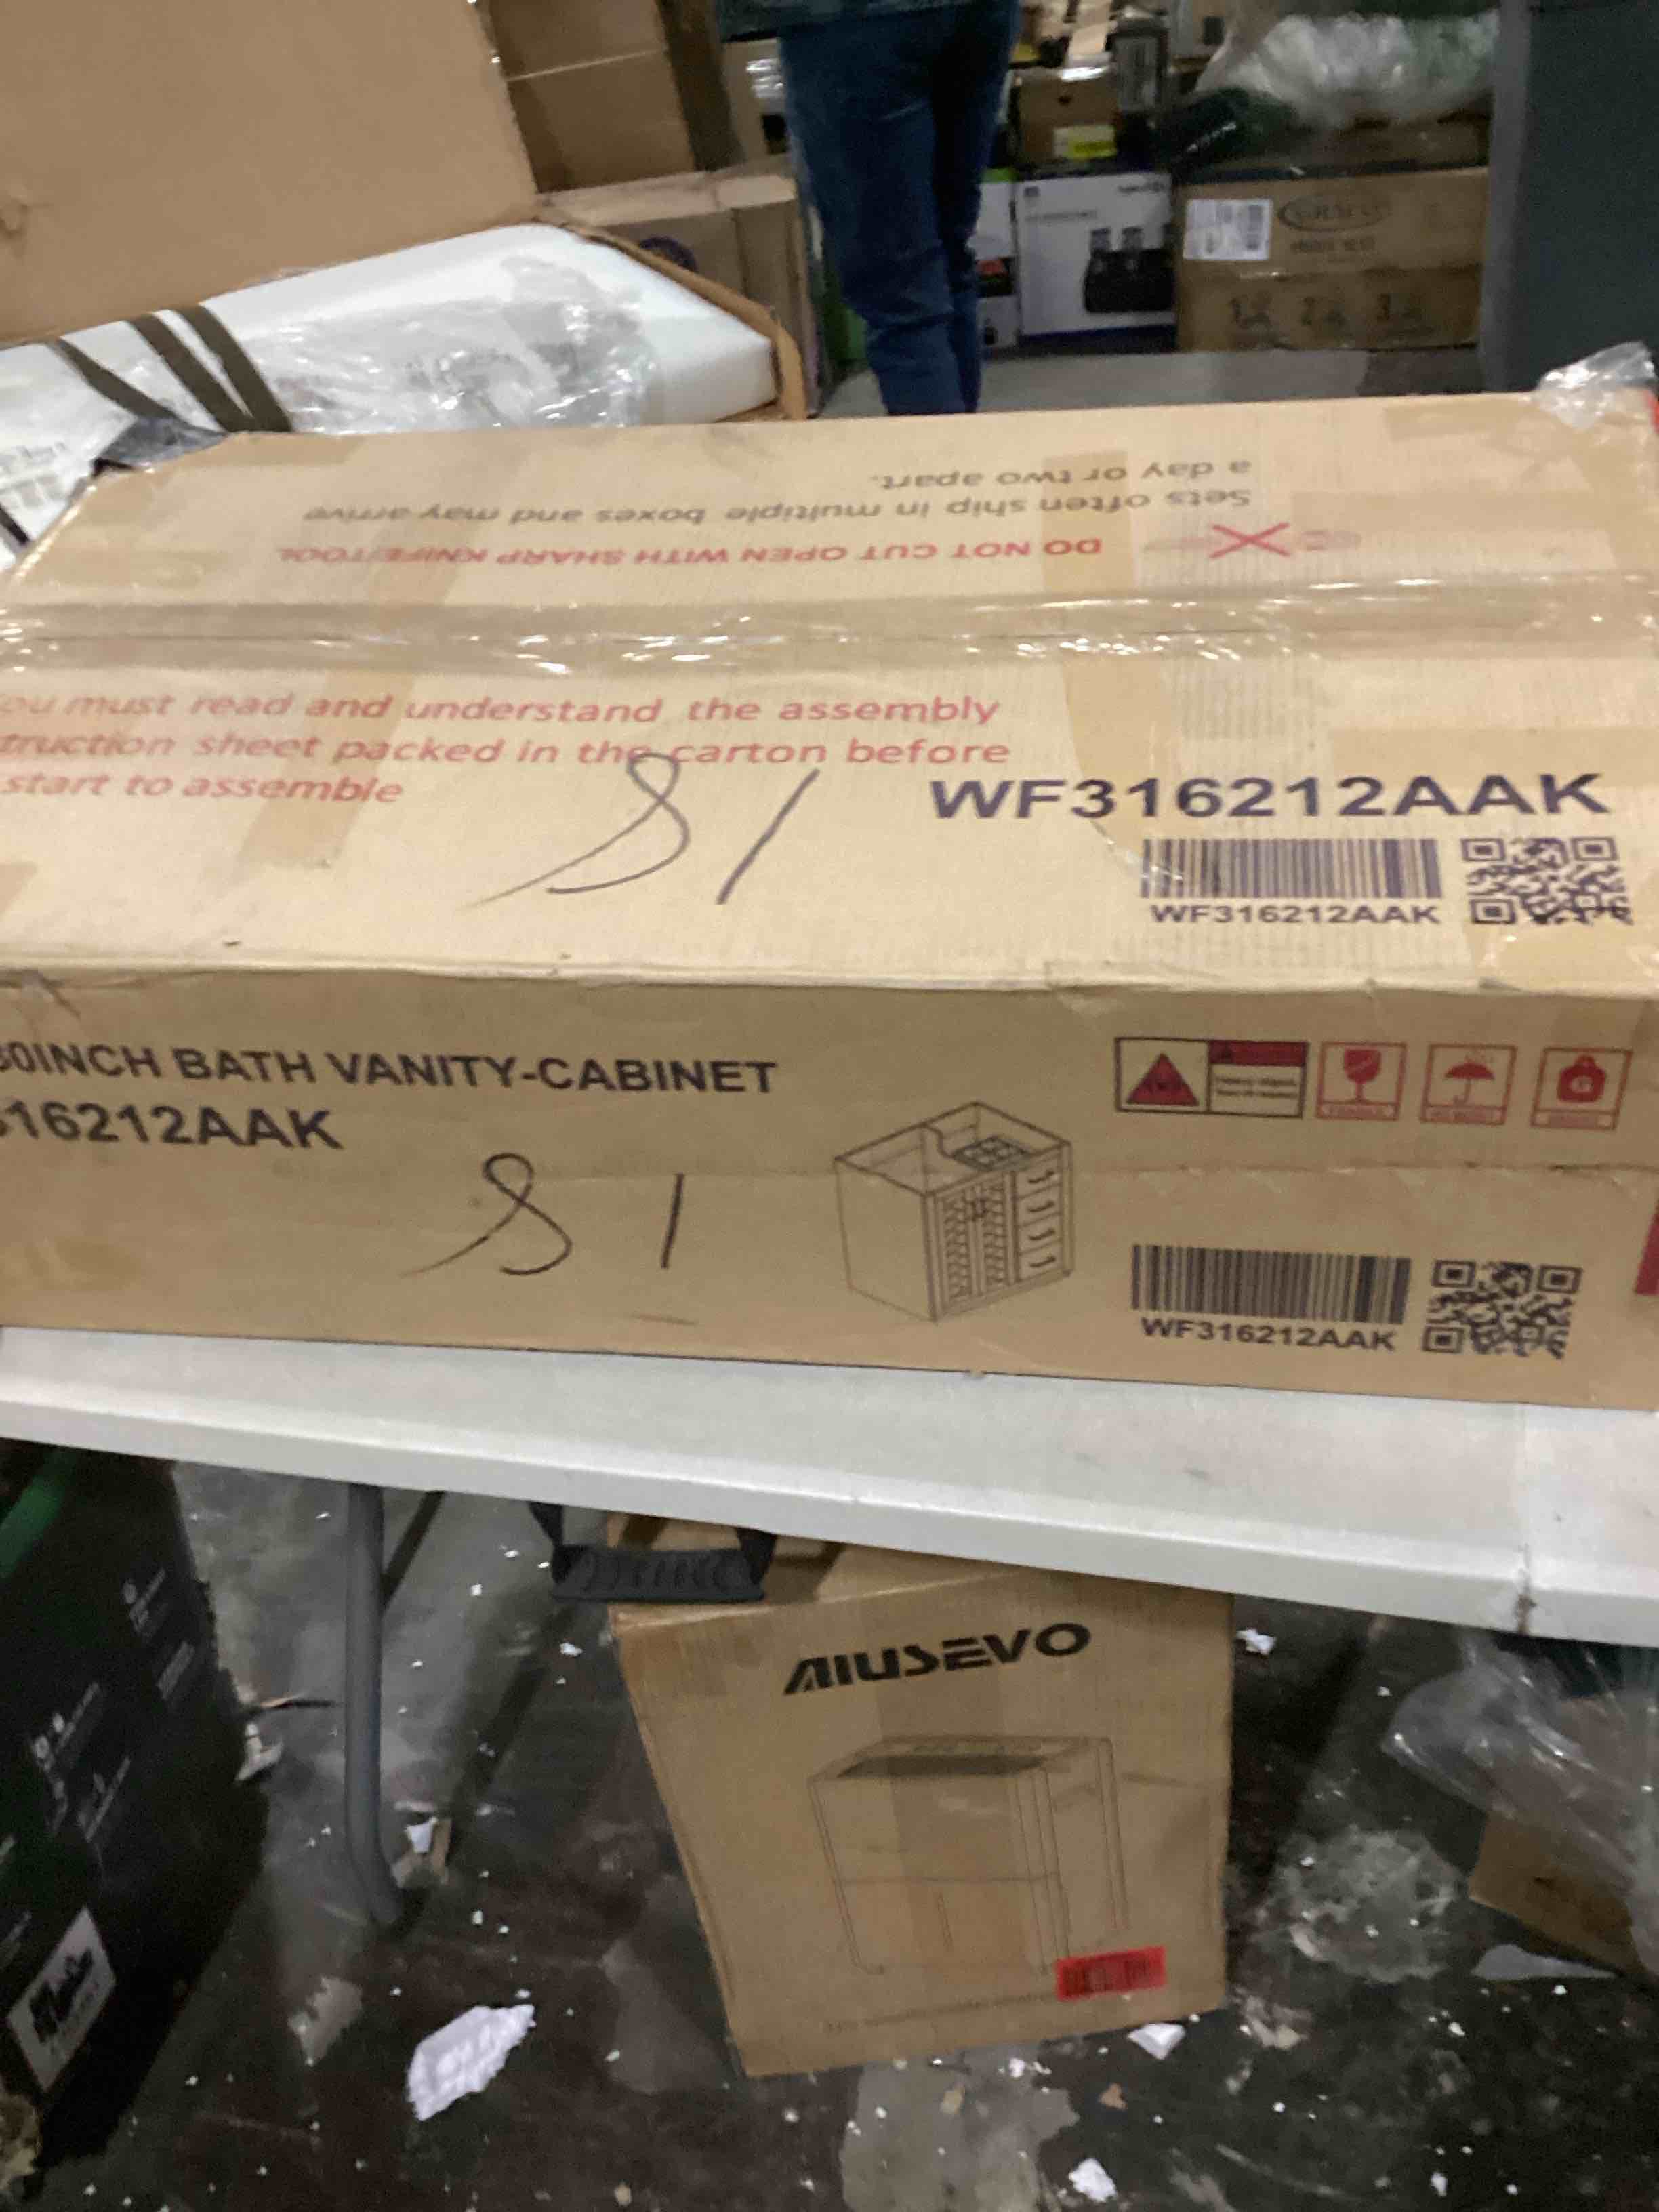 a day or two apart.
Sets often ship in multiple boxes and may arrive
DO NOT CUT OPEN WITH SHARP KNIFE/TOOL
ou must read and understand the assembly
truction sheet packed in the carton before
start to assemble
S1
WF316212AAK
WF316212AAK
30INCH BATH VANITY-CABINET
316212AAK
S 1
WF316212AAK
AIUSEVO